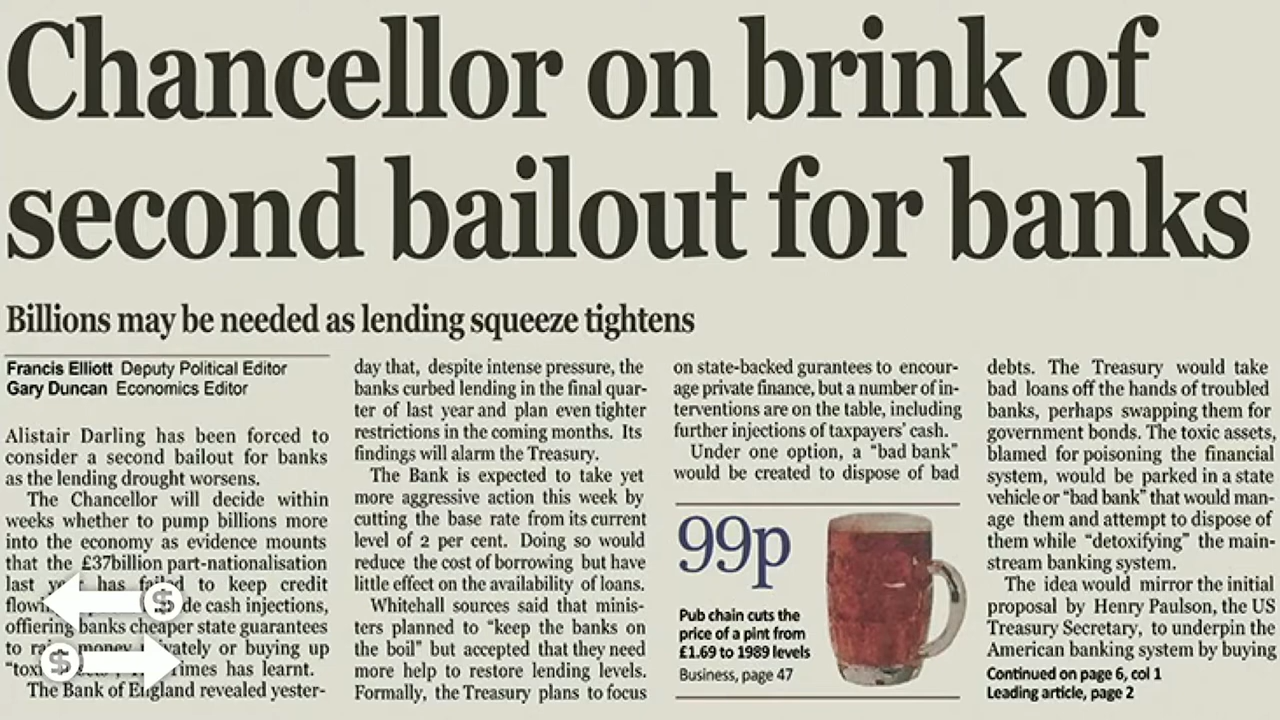 Chancellor on brink of
second bailout for banks
Billions may be needed as lending squeeze tightens
Francis Elliott Deputy Political Editor
Gary Duncan Economics Editor
Alistair Darling has been forced to
consider a second bailout for banks
as the lending drought worsens.
The Chancellor will decide within
weeks whether to pump billions more
into the economy as evidence mounts
that the £37billion part-nationalisation
last has to keep credit
cash injections,
offiering banks cheaper state guarantees
to money or buying up
has learnt.
The Bank of England revealed yester-
day that, despite intense pressure, the
banks curbed lending in the final quar-
ter of last year and plan even tighter
restrictions in the coming months. Its
findings will alarm the Treasury.
The Bank is expected to take yet
more aggressive action this week by
cutting the base rate from its current
level of 2 per cent. Doing so would
reduce the cost of borrowing but have
little effect on the availability of loans.
Whitehall sources said that minis-
ters planned to “keep the banks on
the boil” but accepted that they need
more help to restore lending levels.
Formally, the Treasury plans to focus
on state-backed gurantees to encour-
age private finance, but a number of in-
terventions are on the table, including
further injections of taxpayers’ cash.
Under one option, a “bad bank”
would be created to dispose of bad
99p
Pub chain cuts the
price of a pint from
£1.69 to 1989 levels
Business, page 47
debts. The Treasury would take
bad loans off the hands of troubled
banks, perhaps swapping them for
government bonds. The toxic assets,
blamed for poisoning the financial
system, would be parked in a state
vehicle or “bad bank” that would man-
age them and attempt to dispose of
them while “detoxifying” the main-
stream banking system.
The idea would mirror the initial
proposal by Henry Paulson, the US
Treasury Secretary, to underpin the
American banking system by buying
Continued on page 6, col 1
Leading article, page 2